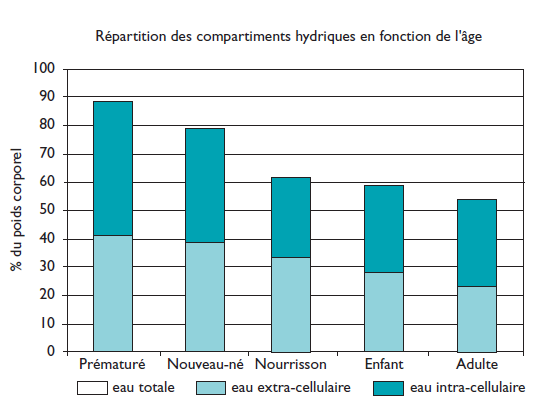 Répartition des compartiments hydriques en fonction de l'âge
% du poids corporel
100
90
80
70
60
50
40
30
20
10
0
Prématuré Nouveau-né Nourrisson Enfant Adulte
eau totale eau extra-cellulaire eau intra-cellulaire